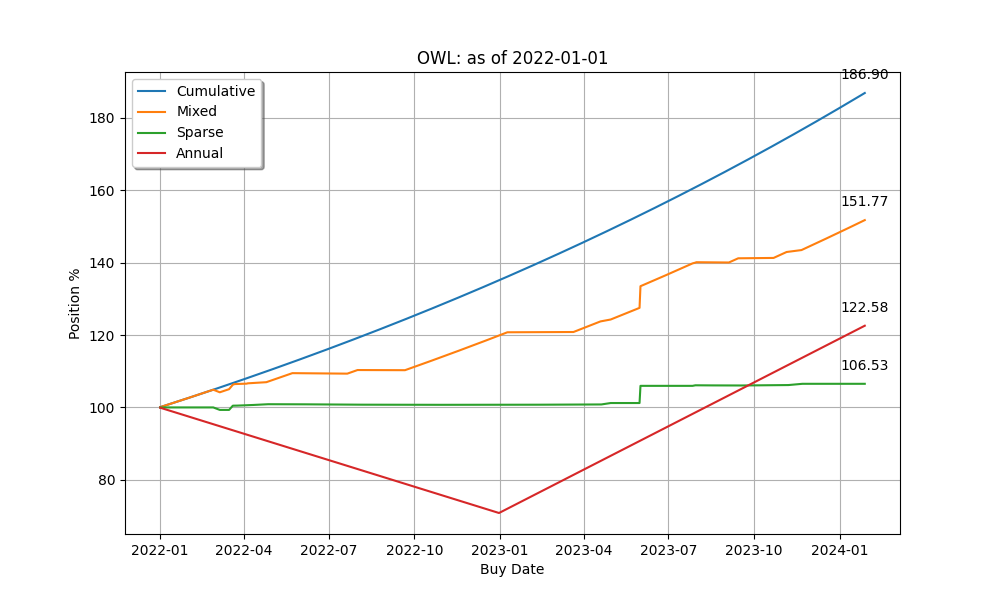 OWL: as of 2022-01-01
186.90
Cumulative
Mixed
Sparse
Annual
180
160
151.77
140
122.58
120
106.53
100
80
Position %
2022-01 2022-04 2022-07 2022-10 2023-01 2023-04 2023-07 2023-10 2024-01
Buy Date